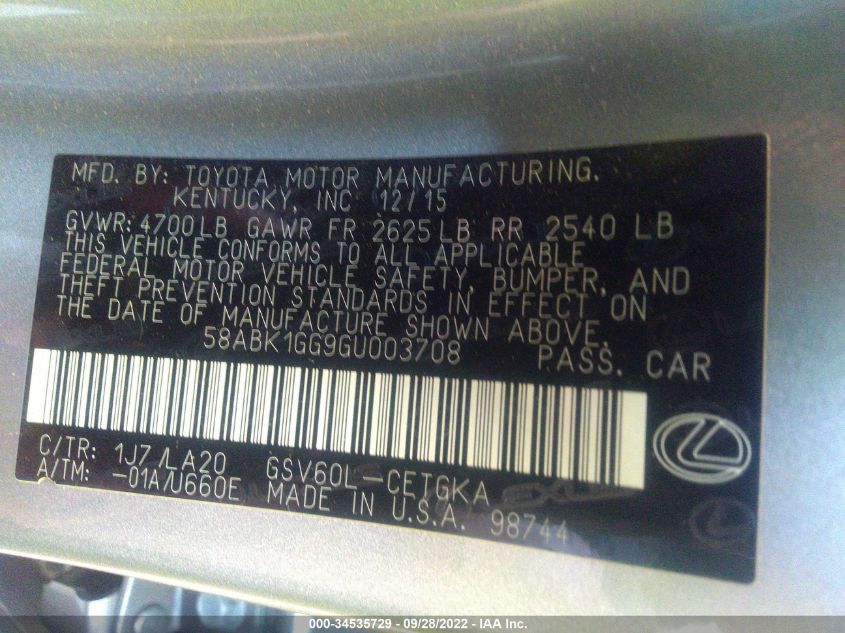 MFD. BY: TOYOTA MOTOR MANUFACTURING.
KENTUCKY, INC 12/15
GVWR: 4700LB GAWR FR 2625LB RR 2540 LB
THIS VEHICLE CONFORMS TO ALL APPLICABLE
FEDERAL MOTOR VEHICLE SAFETY, BUMPER, AND
THEFT PREVENTION STANDARDS IN EFFECT ON
THE DATE OF MANUFACTURE SHOWN ABOVE.
58ABK1GG9GU003708 PASS. CAR
C/TR: 1J7/LA20 GSV60L-CETGKA
A/TM: -01A/U660E MADE IN U.S.A. 98744
000-34535729 - 09/28/2022 - IAA Inc.